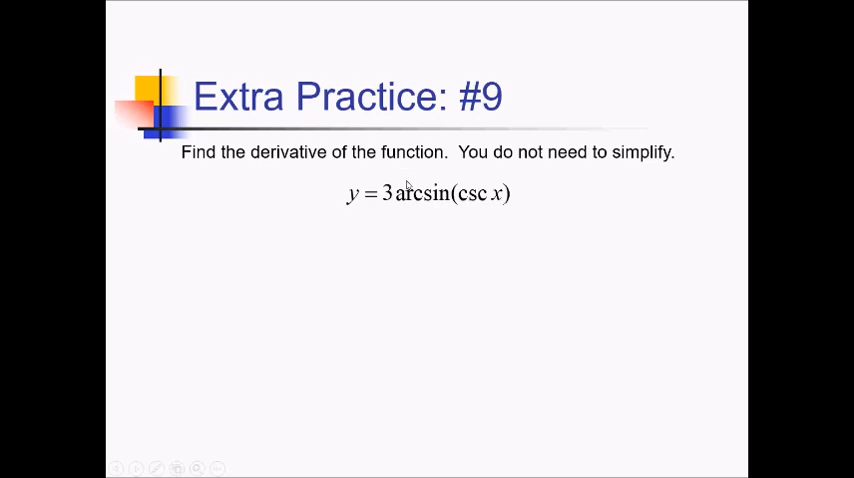 Extra Practice: #9
Find the derivative of the function.  You do not need to simplify.
y = 3 arcsin(csc x)